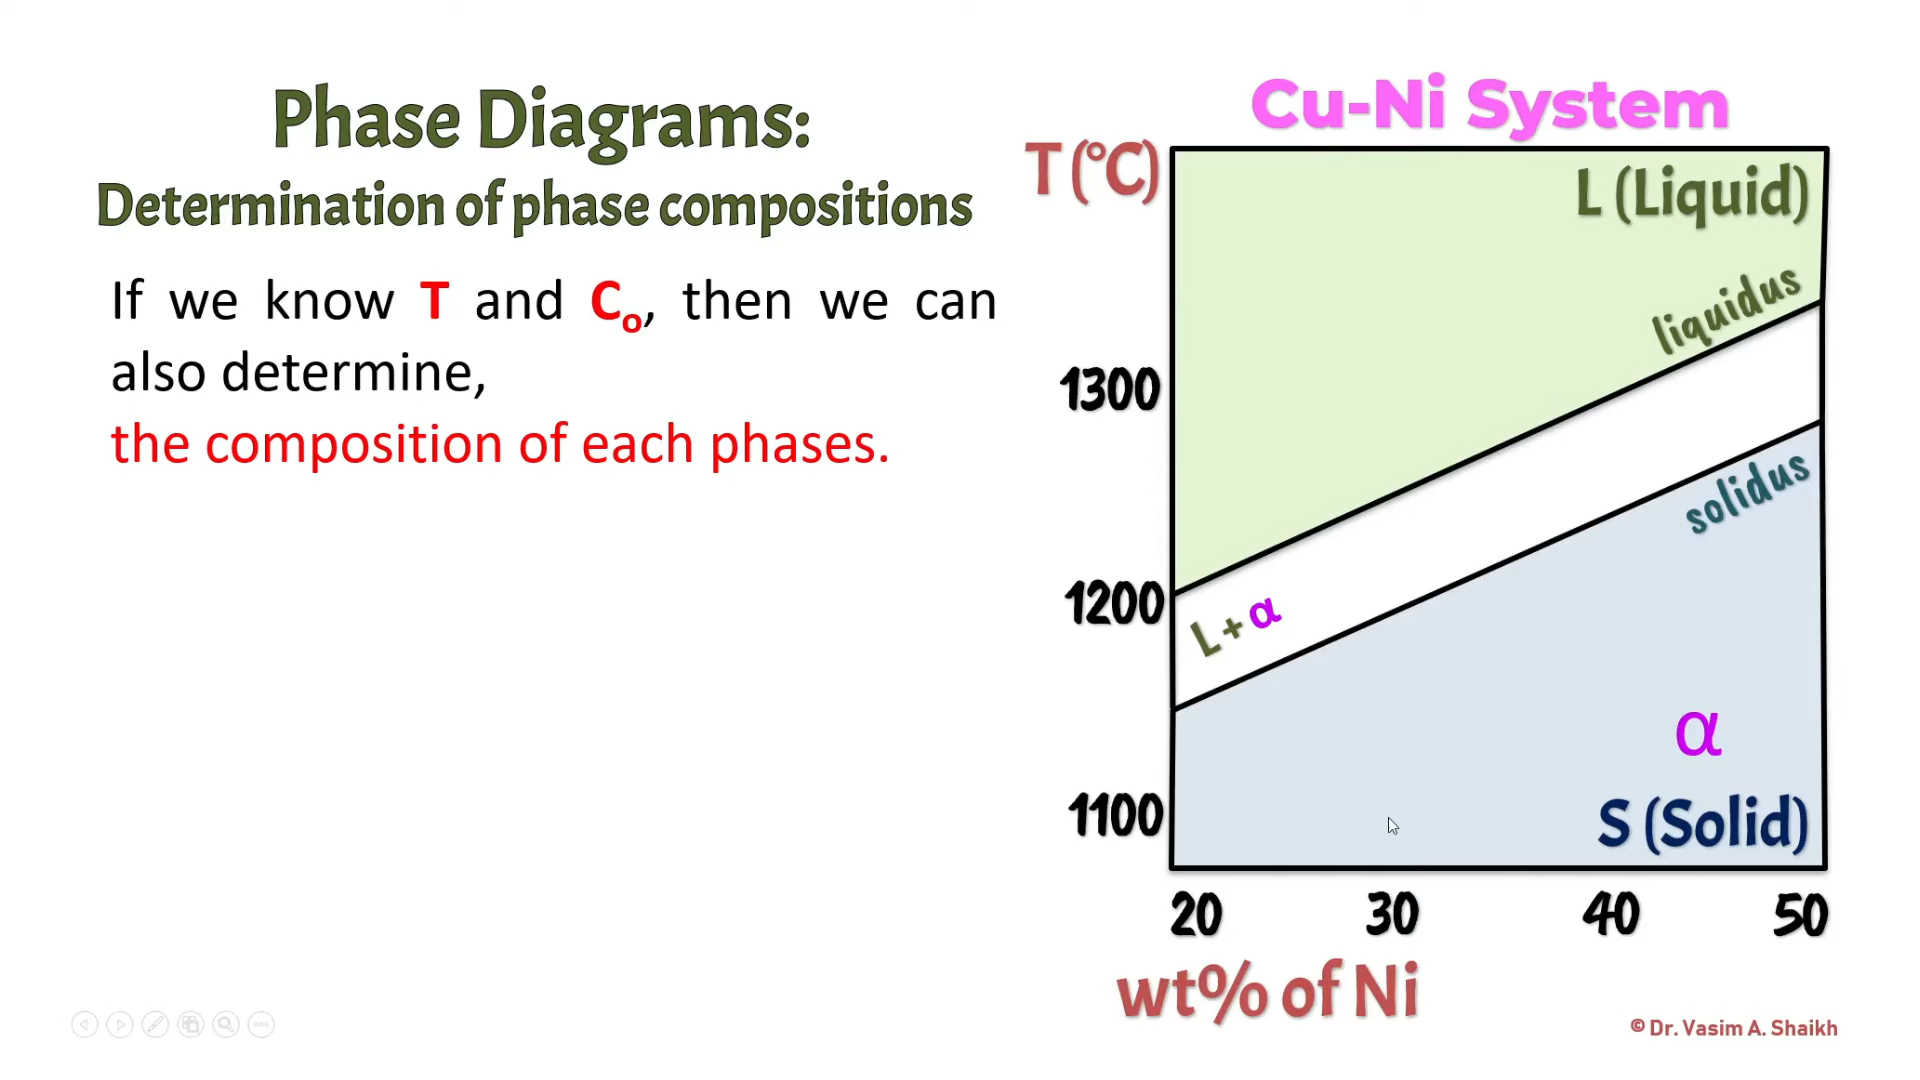 Phase Diagrams:
Determination of phase compositions
If we know T and Co, then we can
also determine,
the composition of each phases.
Cu-Ni System
T (°C)
L (Liquid)
liquidus
1300
solidus
1200
L + α
α
1100
S (Solid)
20 30 40 50
wt% of Ni
© Dr. Vasim A. Shaikh